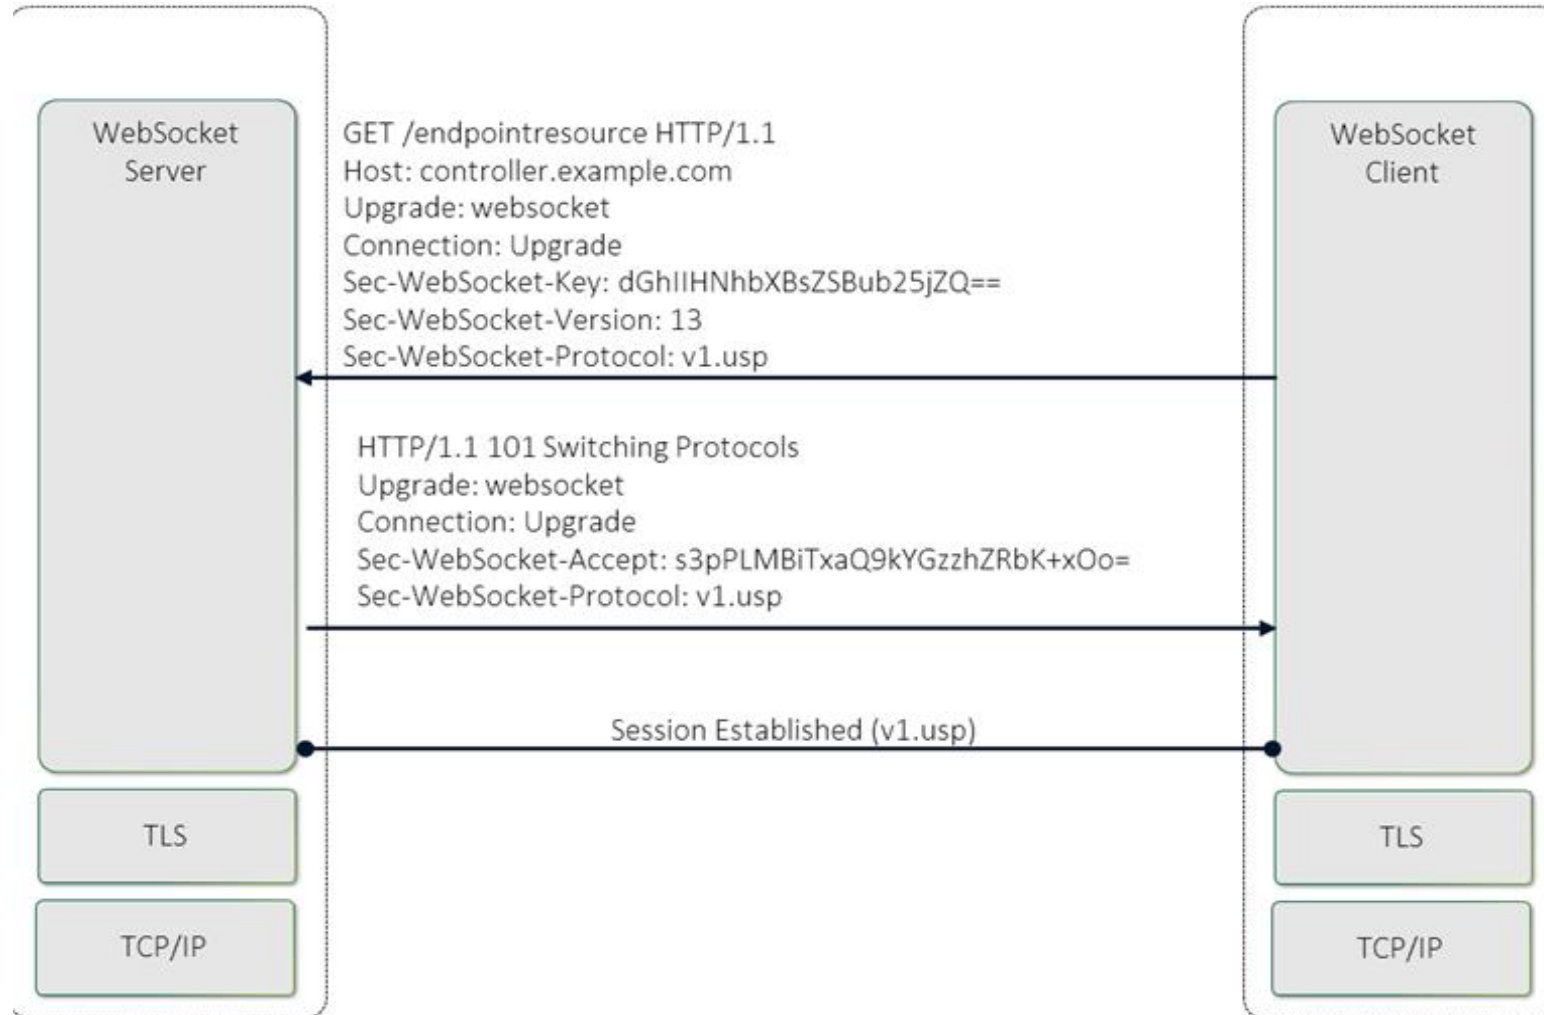 WebSocket
Server
GET /endpointresource HTTP/1.1
Host: controller.example.com
Upgrade: websocket
Connection: Upgrade
Sec-WebSocket-Key: dGhIIHNhbXBsZSBub25jZQ==
Sec-WebSocket-Version: 13
Sec-WebSocket-Protocol: v1.usp
WebSocket
Client
HTTP/1.1 101 Switching Protocols
Upgrade: websocket
Connection: Upgrade
Sec-WebSocket-Accept: s3pPLMBiTxaQ9kYGzzhZRbK+xOo=
Sec-WebSocket-Protocol: v1.usp
Session Established (v1.usp)
TLS
TLS
TCP/IP
TCP/IP